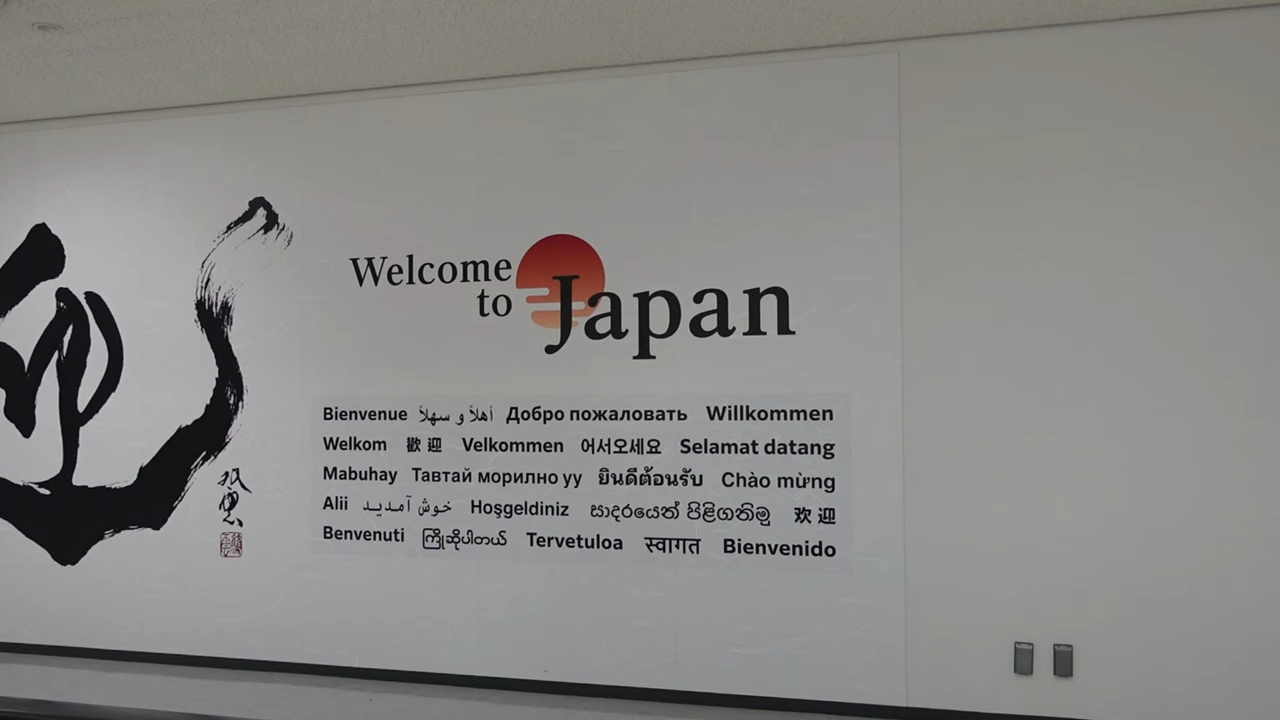 迎
Welcome
to Japan
Bienvenue أهلاً و سهلاً Добро пожаловать Willkommen
Welkom 歡迎 Velkommen 어서오세요 Selamat datang
Mabuhay Тавтай морилно уу ยินดีต้อนรับ Chào mừng
Alii خوش آمدید Hoşgeldiniz සාදරයෙන් පිළිගනිමු 欢迎
Benvenuti ကြိုဆိုပါတယ် Tervetuloa स्वागत Bienvenido